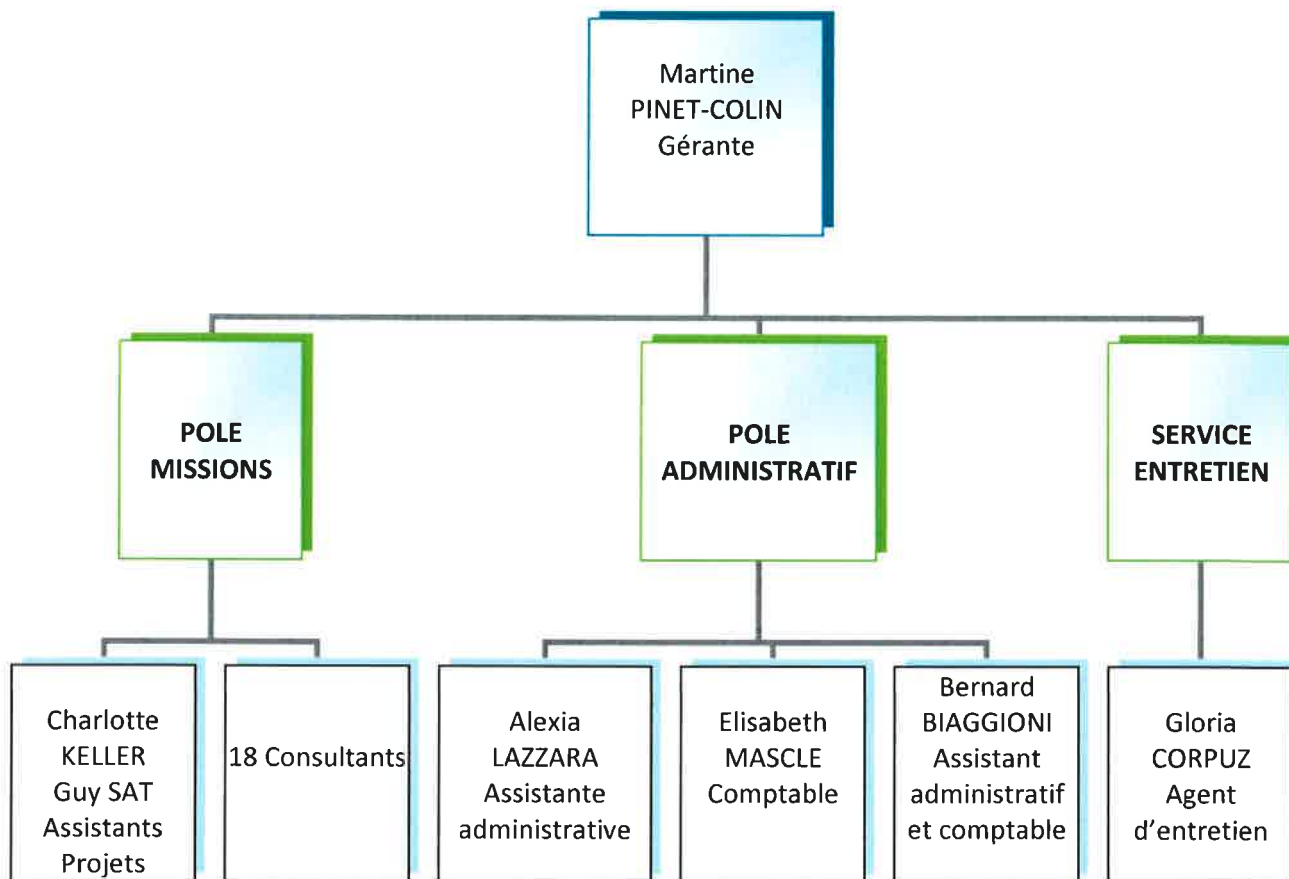 Martine
PINET-COLIN
Gérante
POLE
MISSIONS
POLE
ADMINISTRATIF
SERVICE
ENTRETIEN
Charlotte
KELLER
Guy SAT
Assistants
Projets
18 Consultants
Alexia
LAZZARA
Assistante
administrative
Elisabeth
MASCLE
Comptable
Bernard
BIAGGIONI
Assistant
administratif
et comptable
Gloria
CORPUZ
Agent
d’entretien